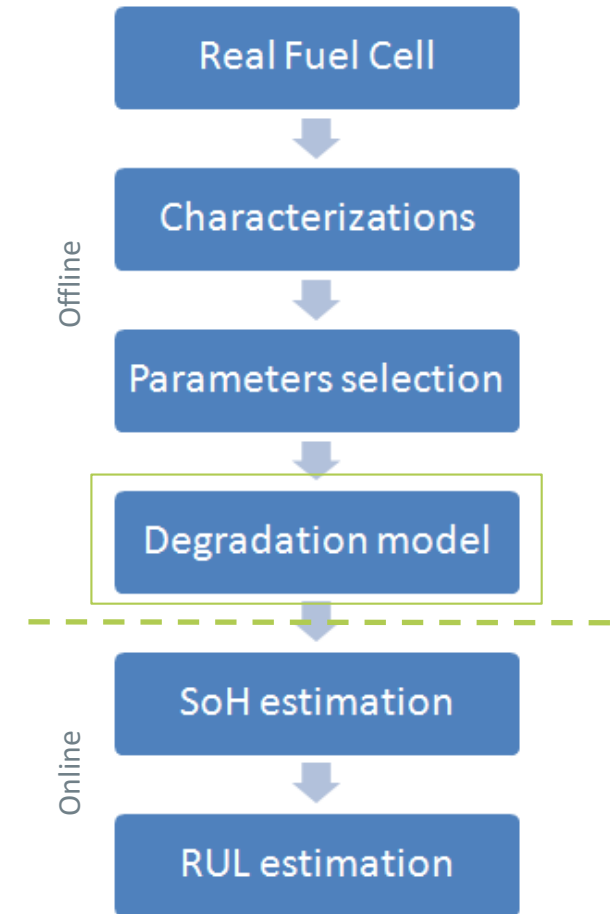 Real Fuel Cell
Characterizations
Offline
Parameters selection
Degradation model
SoH estimation
Online
RUL estimation